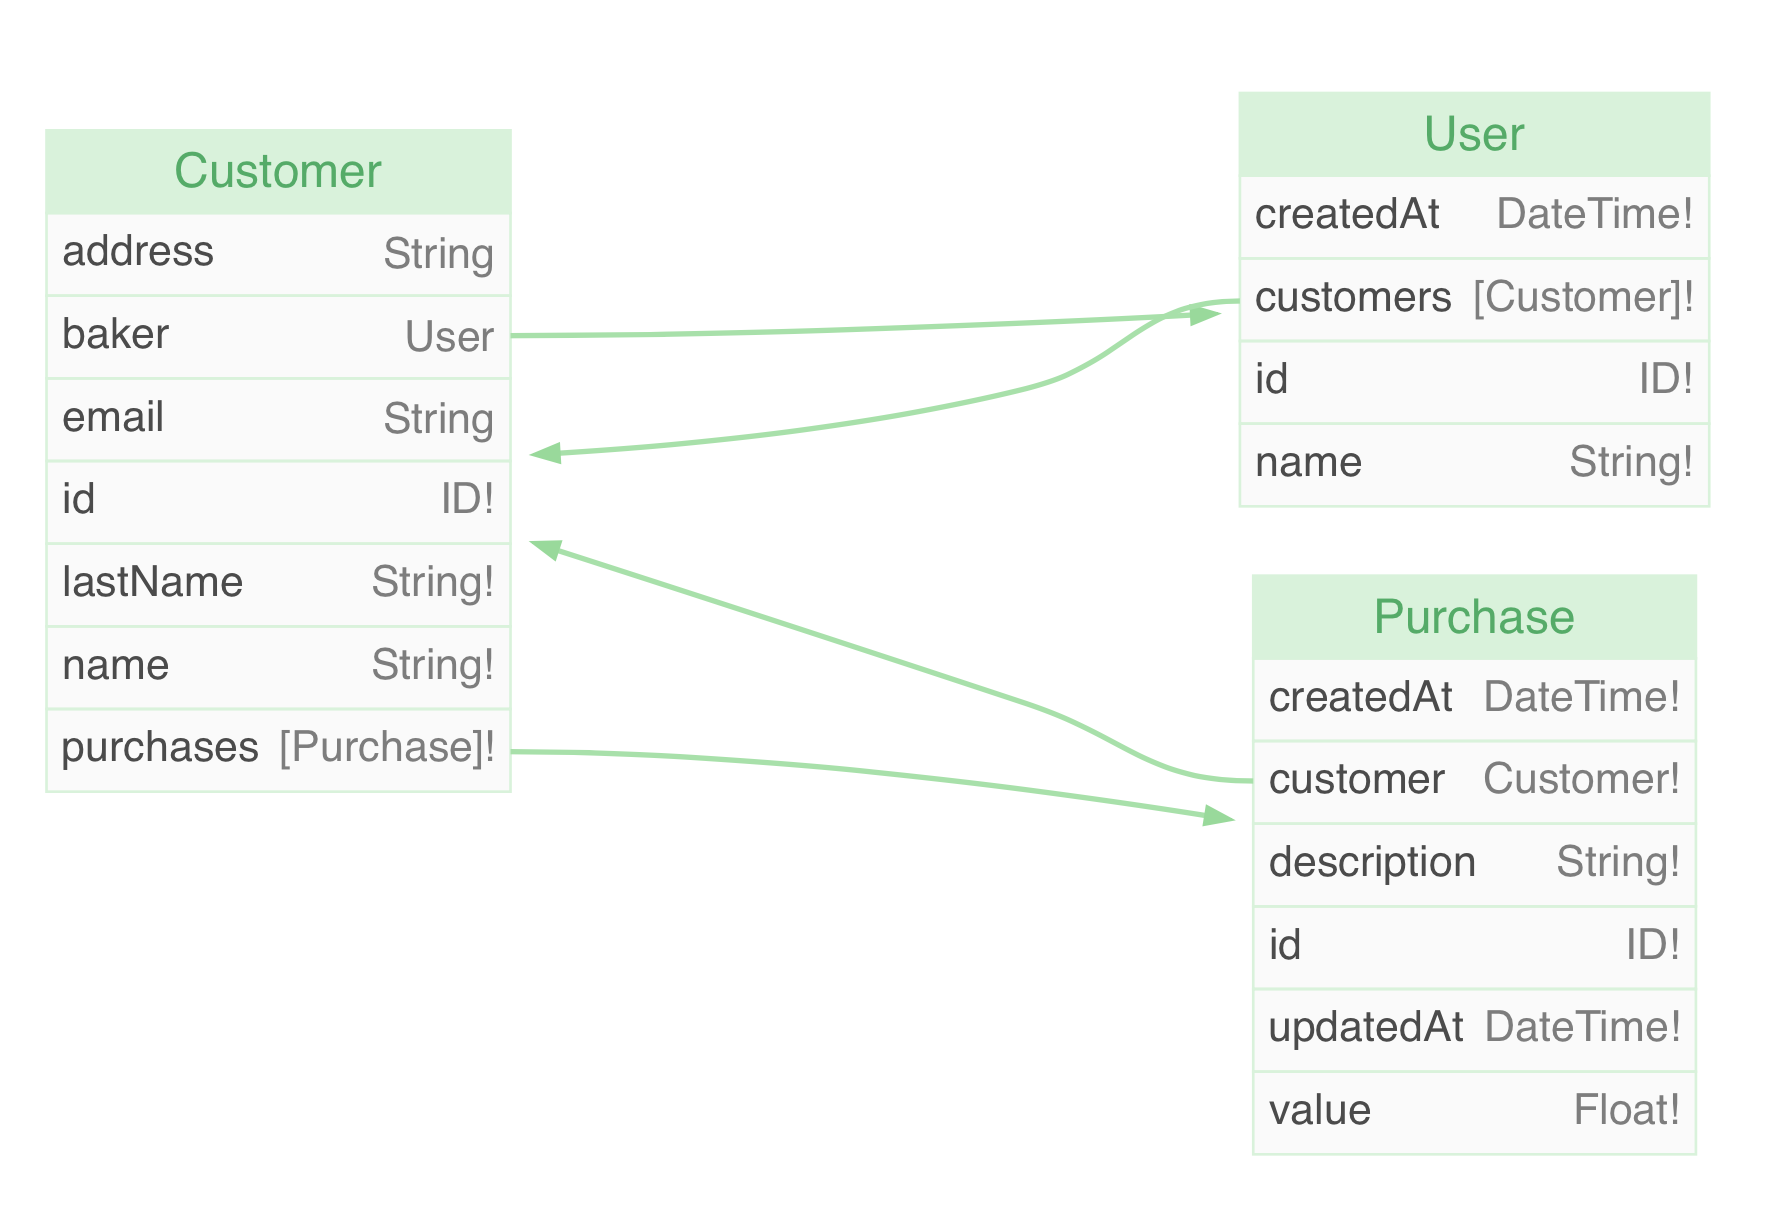 Customer
address String
baker User
email String
id ID!
lastName String!
name String!
purchases [Purchase]!
User
createdAt DateTime!
customers [Customer]!
id ID!
name String!
Purchase
createdAt DateTime!
customer Customer!
description String!
id ID!
updatedAt DateTime!
value Float!